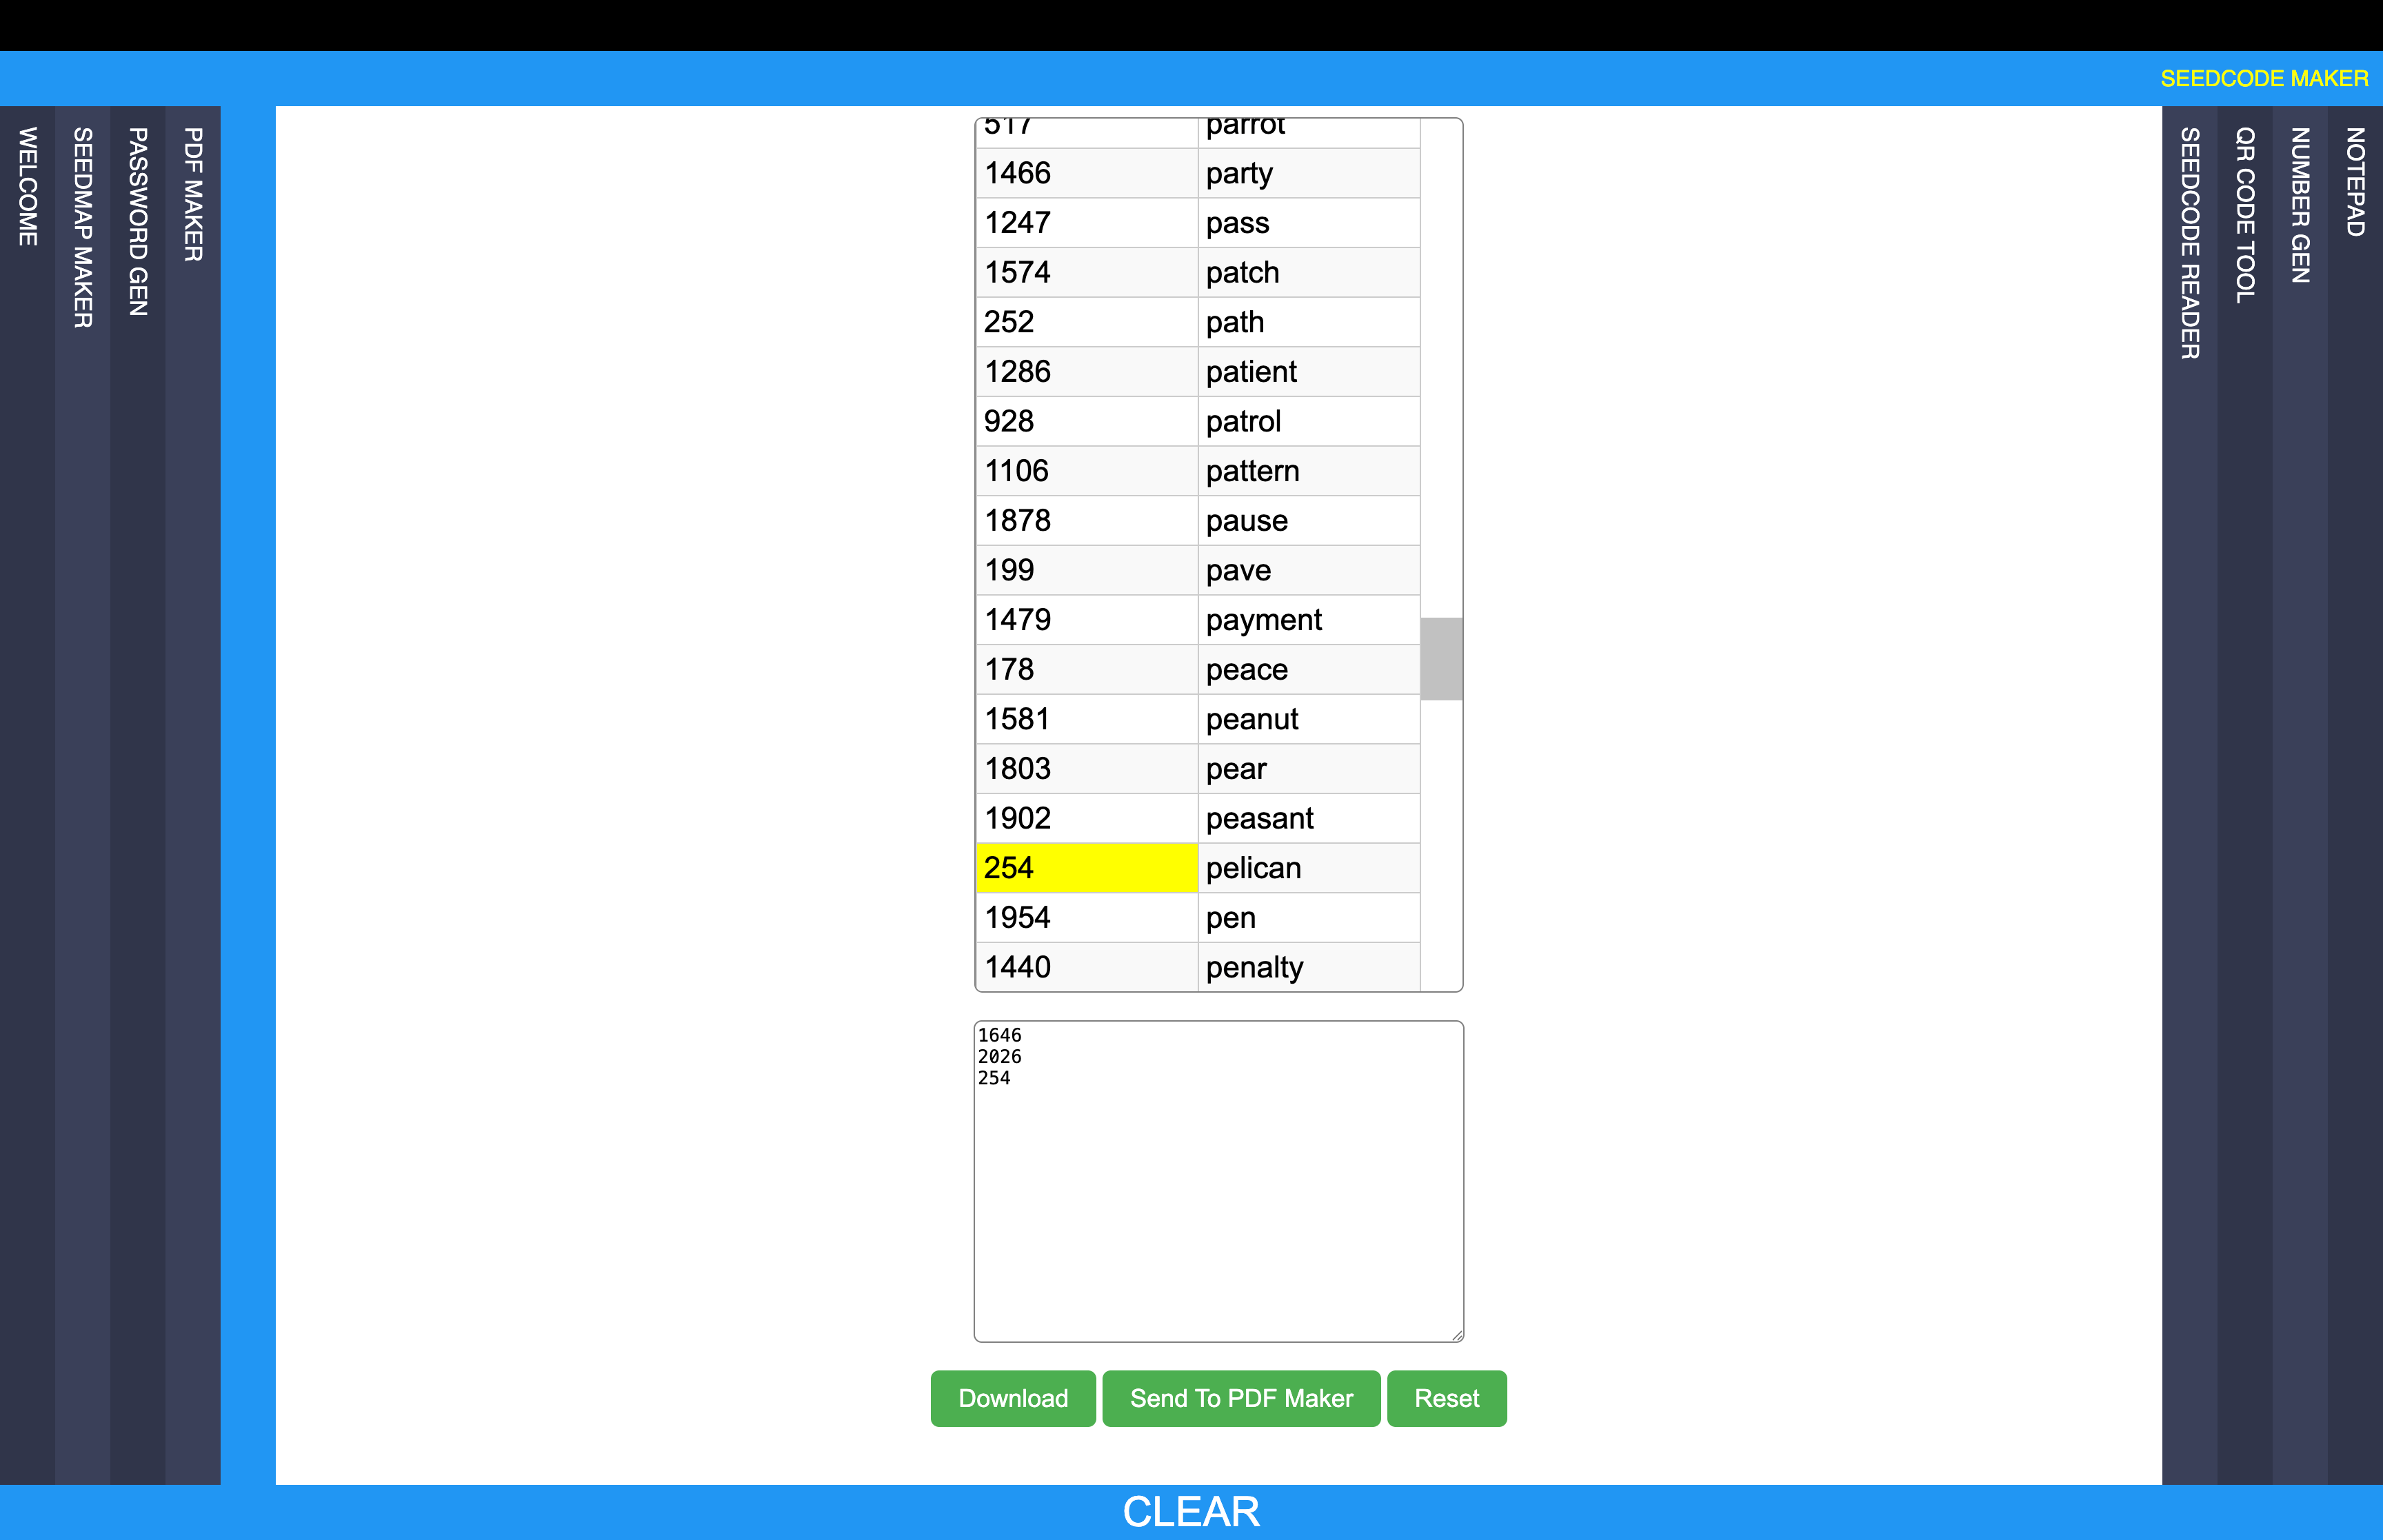 SEEDCODE MAKER
WELCOME
SEEDMAP MAKER
PASSWORD GEN
PDF MAKER
517 parrot
1466 party
1247 pass
1574 patch
252 path
1286 patient
928 patrol
1106 pattern
1878 pause
199 pave
1479 payment
178 peace
1581 peanut
1803 pear
1902 peasant
254 pelican
1954 pen
1440 penalty
1646
2026
254
Download Send To PDF Maker Reset
SEEDCODE READER
QR CODE TOOL
NUMBER GEN
NOTEPAD
CLEAR